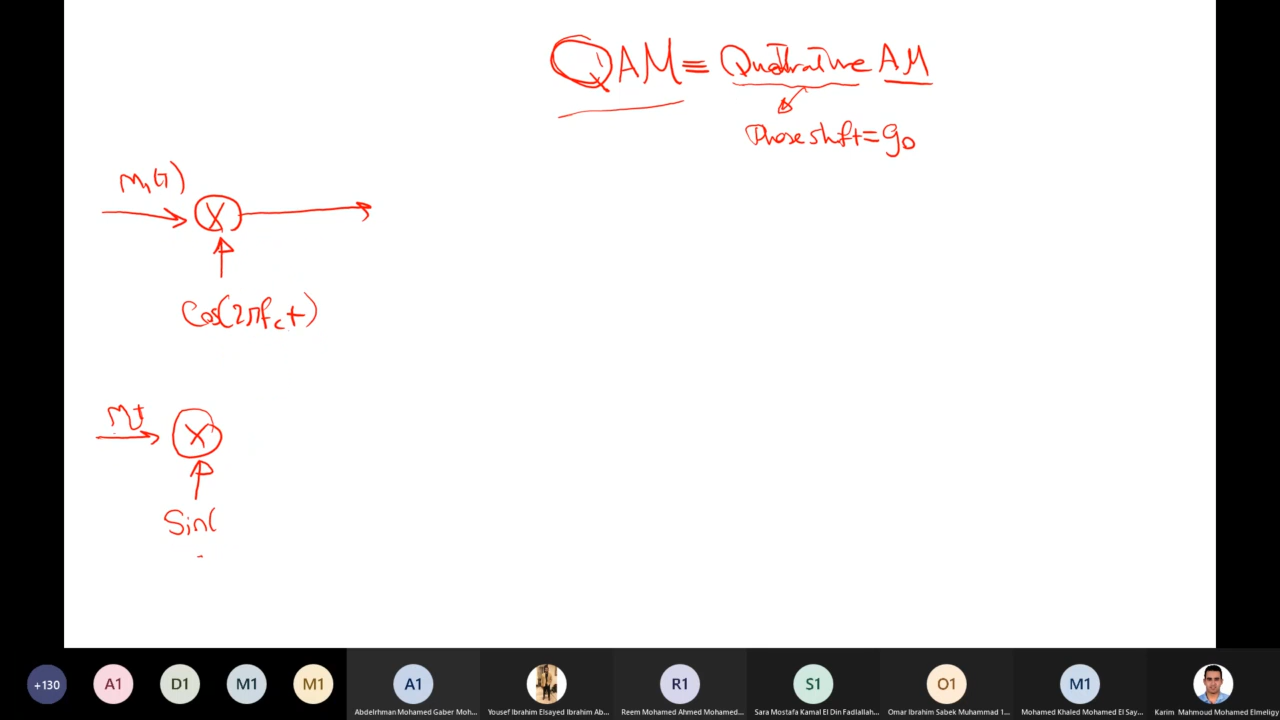 QAM ≡ Quadrature AM
Phase shift = 90
m₁(t)
X
Cos(2πf꜀t)
X
Sin(
+130
A1
D1
M1
M1
A1
R1
S1
O1
M1
Abdelrhman Mohamed Gaber Moh...
Yousef Ibrahim Elsayed Ibrahim Ab...
Reem Mohamed Ahmed Mohamed...
Sara Mostafa Kamal El Din Fadlallah...
Omar Ibrahim Sabek Muhammad 1...
Mohamed Khaled Mohamed El Say...
Karim Mahmoud Mohamed Elmeligy